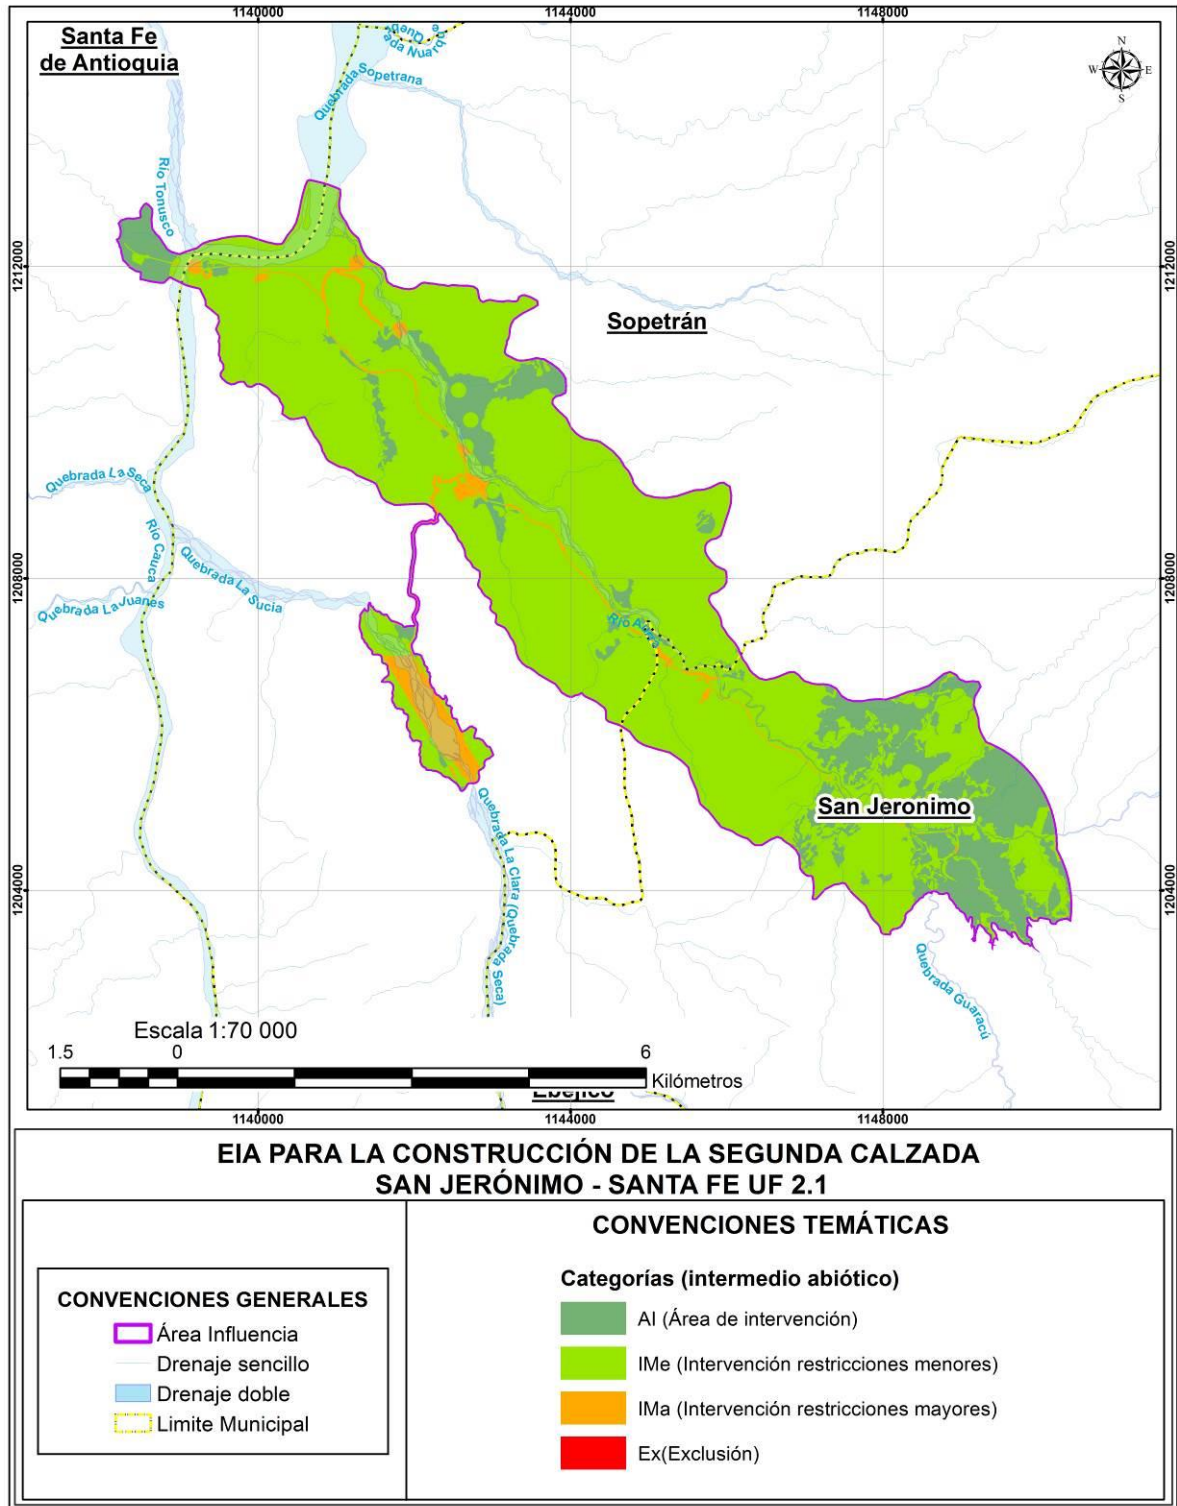 1140000
1144000
1148000
Santa Fe
de Antioquia
Quebrada Nuarque
Quebrada Sopetrana
N
W
E
S
Río Tonusco
1212000
1212000
Sopetrán
Quebrada La Seca
Río Cauca
Quebrada La Sucia
1208000
1208000
Quebrada La Juanes
Río Aurra
San Jeronimo
Quebrada La Clara (Quebrada Seca)
1204000
1204000
Quebrada Guaracú
Escala 1:70 000
1.5
0
6
Kilómetros
Ebéjico
1140000
1144000
1148000
EIA PARA LA CONSTRUCCIÓN DE LA SEGUNDA CALZADA
SAN JERÓNIMO - SANTA FE UF 2.1
CONVENCIONES GENERALES
Área Influencia
Drenaje sencillo
Drenaje doble
Limite Municipal
CONVENCIONES TEMÁTICAS
Categorías (intermedio abiótico)
AI (Área de intervención)
IMe (Intervención restricciones menores)
IMa (Intervención restricciones mayores)
Ex(Exclusión)